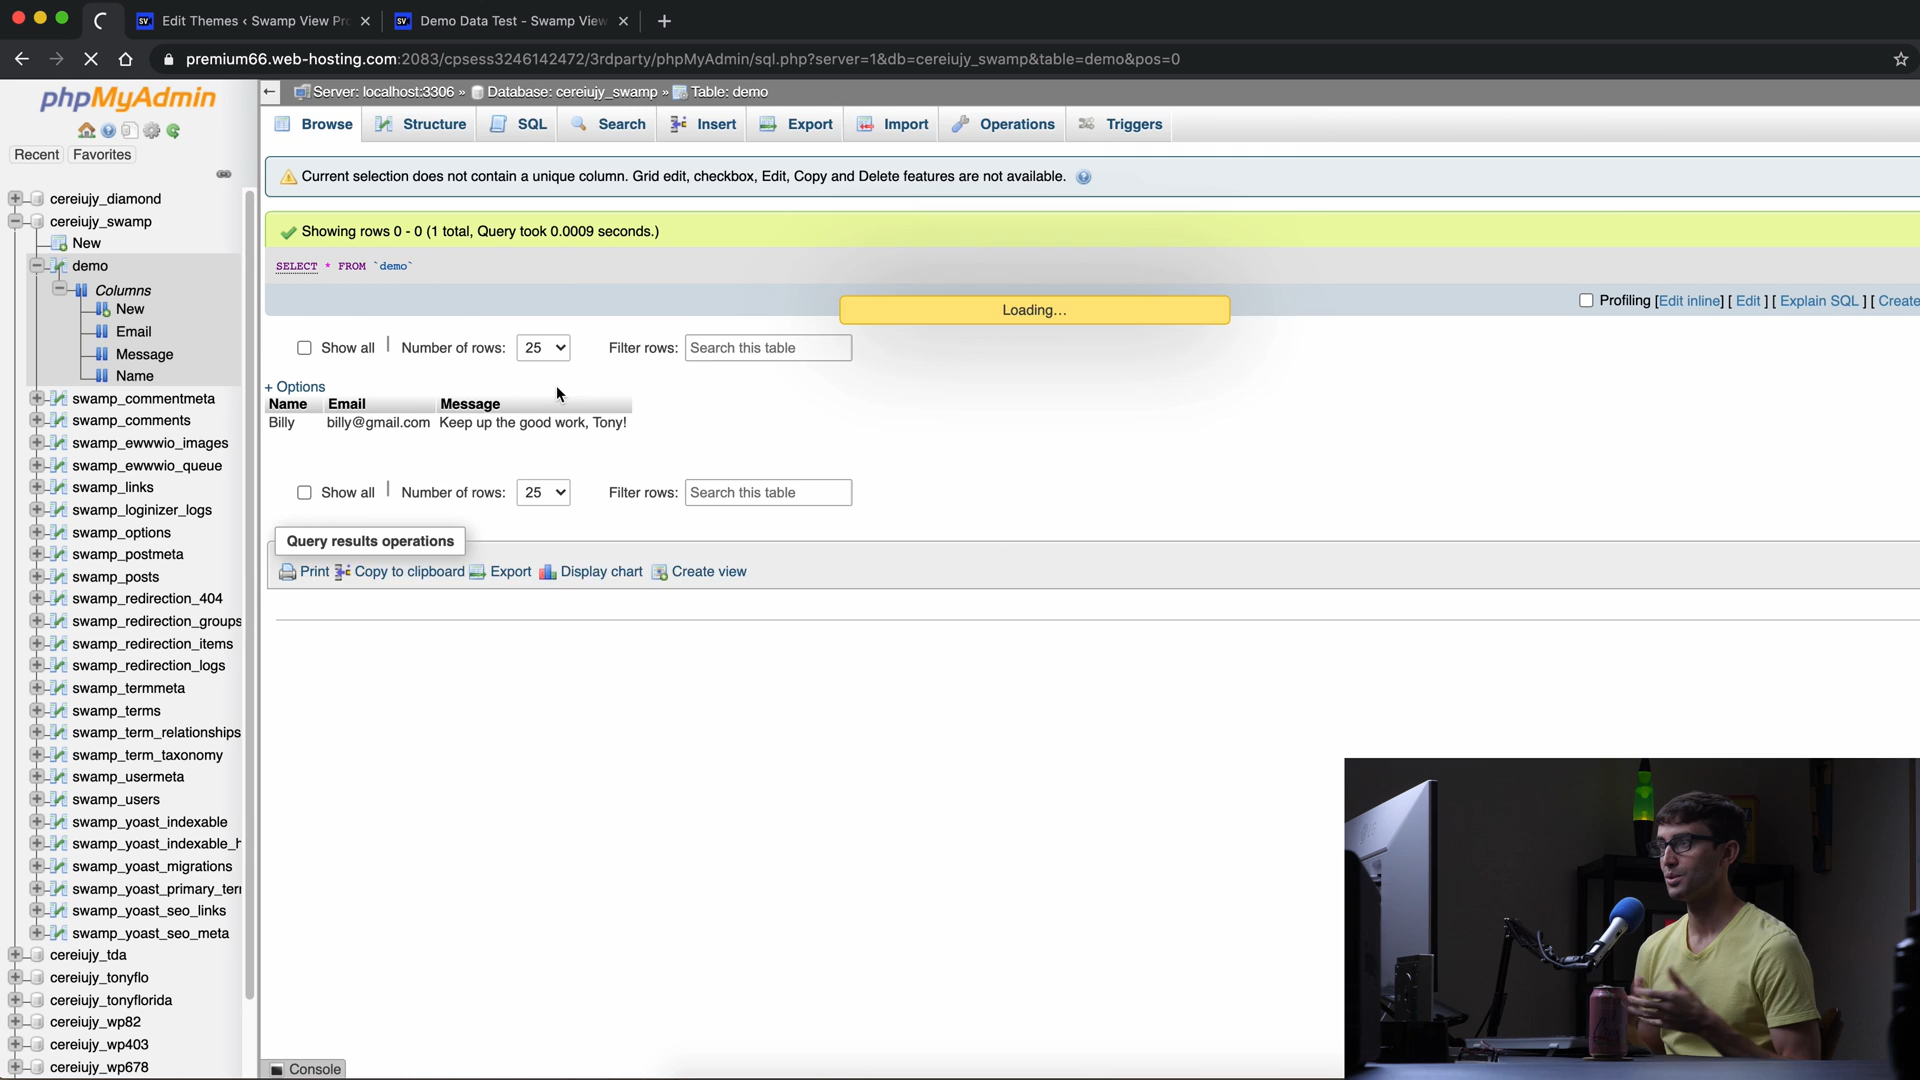 Edit Themes ‹ Swamp View Pr
Demo Data Test - Swamp View
premium66.web-hosting.com:2083/cpsess3246142472/3rdparty/phpMyAdmin/sql.php?server=1&db=cereiujy_swamp&table=demo&pos=0
phpMyAdmin
Recent Favorites
cereiujy_diamond
cereiujy_swamp
New
demo
Columns
New
Email
Message
Name
swamp_commentmeta
swamp_comments
swamp_ewwwio_images
swamp_ewwwio_queue
swamp_links
swamp_loginizer_logs
swamp_options
swamp_postmeta
swamp_posts
swamp_redirection_404
swamp_redirection_groups
swamp_redirection_items
swamp_redirection_logs
swamp_termmeta
swamp_terms
swamp_term_relationships
swamp_term_taxonomy
swamp_usermeta
swamp_users
swamp_yoast_indexable
swamp_yoast_indexable_h
swamp_yoast_migrations
swamp_yoast_primary_teri
swamp_yoast_seo_links
swamp_yoast_seo_meta
cereiujy_tda
cereiujy_tonyflo
cereiujy_tonyflorida
cereiujy_wp82
cereiujy_wp403
cereiujy_wp678
Server: localhost:3306 » Database: cereiujy_swamp » Table: demo
Browse Structure SQL Search Insert Export Import Operations Triggers
Current selection does not contain a unique column. Grid edit, checkbox, Edit, Copy and Delete features are not available.
Showing rows 0 - 0 (1 total, Query took 0.0009 seconds.)
SELECT * FROM `demo`
Loading…
Profiling [Edit inline] [ Edit ] [ Explain SQL ] [ Create
Show all | Number of rows: 25 Filter rows: Search this table
+ Options
Name Email Message
Billy billy@gmail.com Keep up the good work, Tony!
Show all | Number of rows: 25 Filter rows: Search this table
Query results operations
Print Copy to clipboard Export Display chart Create view
Console